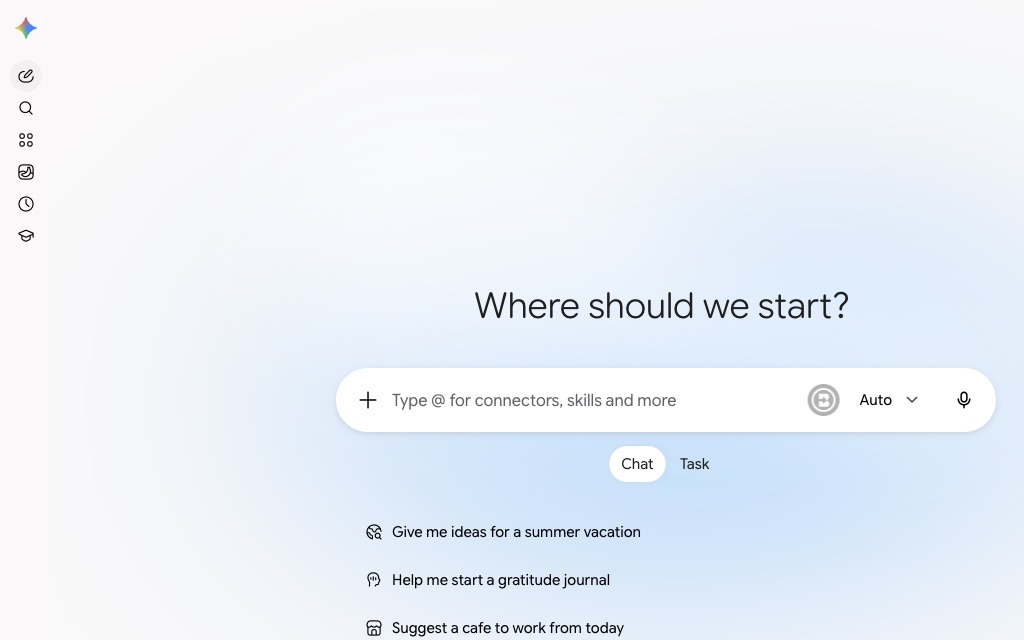 Where should we start?
Type @ for connectors, skills and more
Auto
Chat
Task
Give me ideas for a summer vacation
Help me start a gratitude journal
Suggest a cafe to work from today